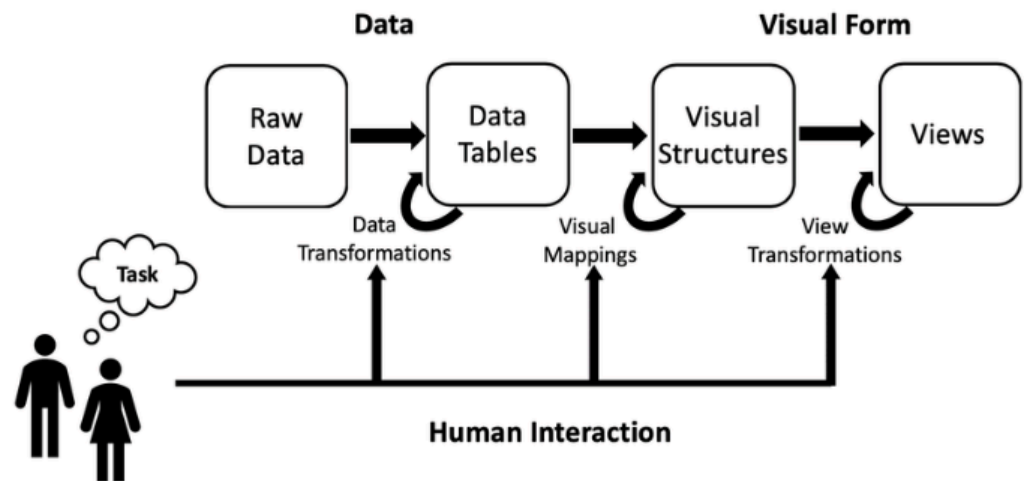 Data
Visual Form
Raw
Data
Data
Tables
Visual
Structures
Views
Data
Transformations
Visual
Mappings
View
Transformations
Task
Human Interaction